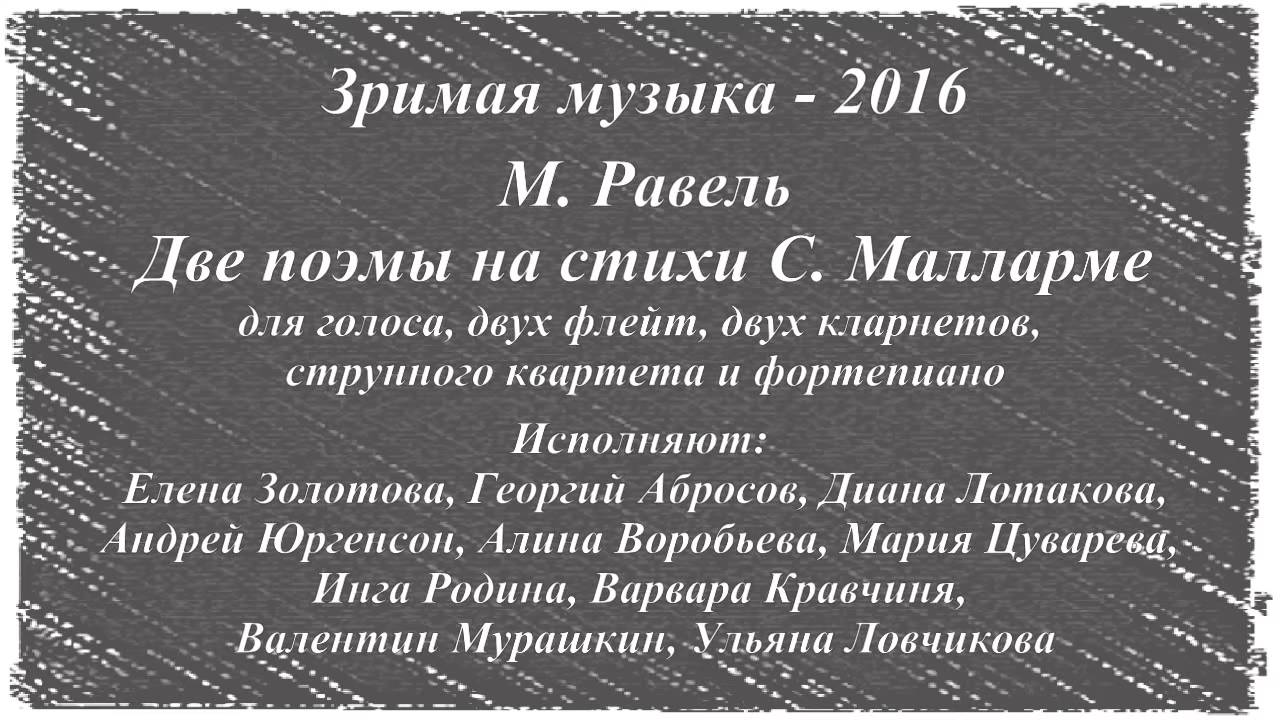 Зримая музыка - 2016
М. Равель
Две поэмы на стихи С. Малларме
для голоса, двух флейт, двух кларнетов,
струнного квартета и фортепиано
Исполняют:
Елена Золотова, Георгий Абросов, Диана Лотакова,
Андрей Юргенсон, Алина Воробьева, Мария Цуварева,
Инга Родина, Варвара Кравчиня,
Валентин Мурашкин, Ульяна Ловчикова